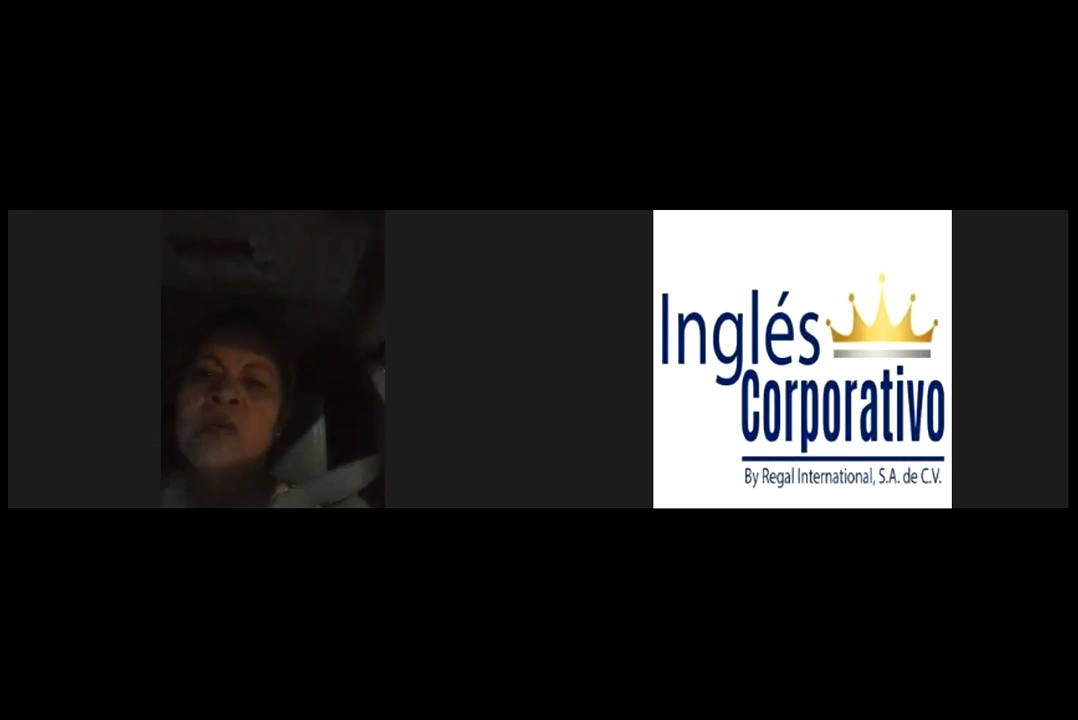 Inglés
Corporativo
By Regal International, S.A. de C.V.